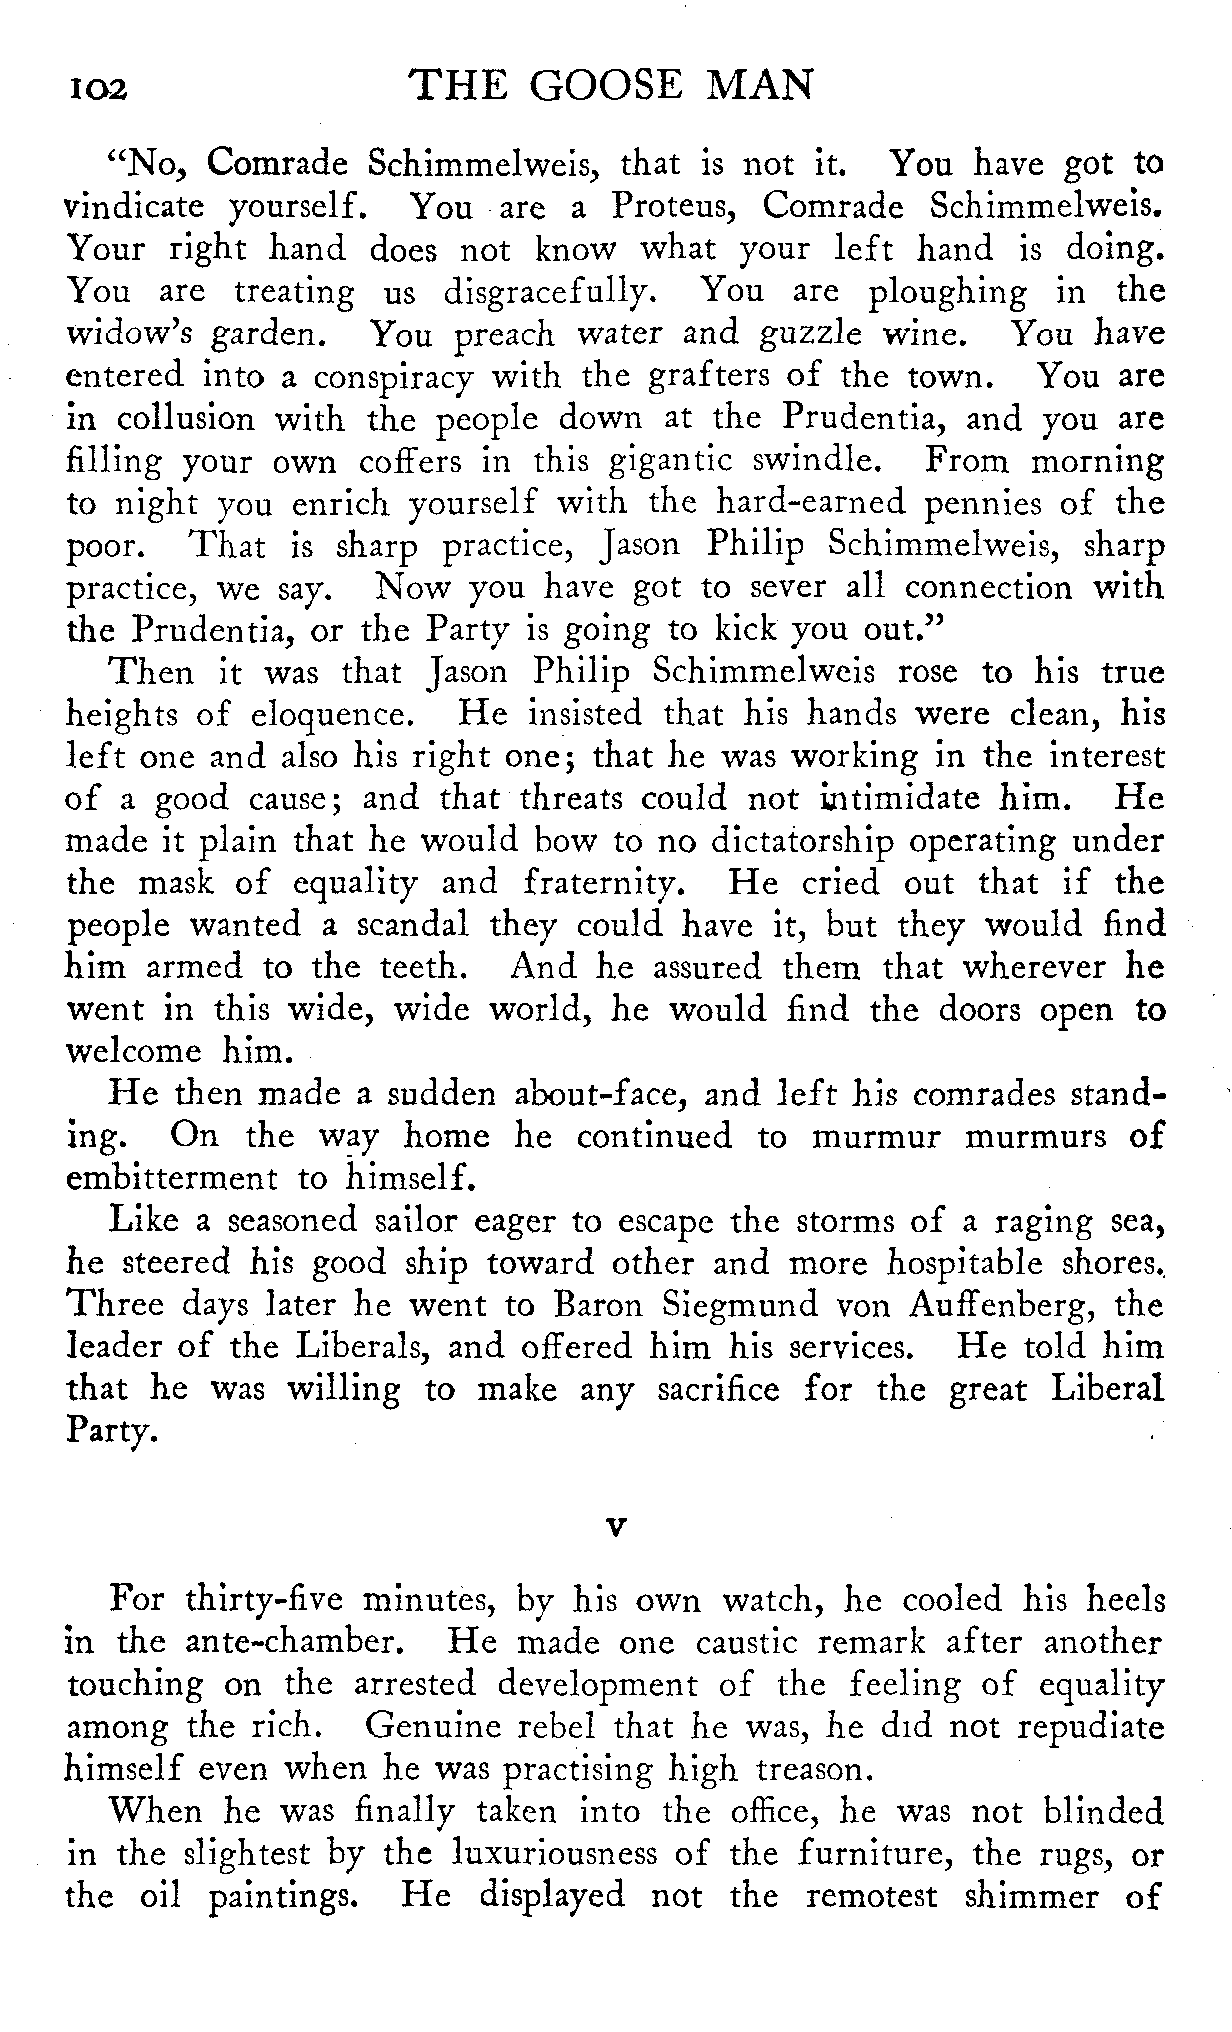 102 THE GOOSE MAN
“No, Comrade Schimmelweis, that is not it. You have got to
vindicate yourself. You are a Proteus, Comrade Schimmelweis.
Your right hand does not know what your left hand is doing.
You are treating us disgracefully. You are ploughing in the
widow’s garden. You preach water and guzzle wine. You have
entered into a conspiracy with the grafters of the town. You are
in collusion with the people down at the Prudentia, and you are
filling your own coffers in this gigantic swindle. From morning
to night you enrich yourself with the hard-earned pennies of the
poor. That is sharp practice, Jason Philip Schimmelweis, sharp
practice, we say. Now you have got to sever all connection with
the Prudentia, or the Party is going to kick you out.”
Then it was that Jason Philip Schimmelweis rose to his true
heights of eloquence. He insisted that his hands were clean, his
left one and also his right one; that he was working in the interest
of a good cause; and that threats could not intimidate him. He
made it plain that he would bow to no dictatorship operating under
the mask of equality and fraternity. He cried out that if the
people wanted a scandal they could have it, but they would find
him armed to the teeth. And he assured them that wherever he
went in this wide, wide world, he would find the doors open to
welcome him.
He then made a sudden about-face, and left his comrades stand-
ing. On the way home he continued to murmur murmurs of
embitterment to himself.
Like a seasoned sailor eager to escape the storms of a raging sea,
he steered his good ship toward other and more hospitable shores.
Three days later he went to Baron Siegmund von Auffenberg, the
leader of the Liberals, and offered him his services. He told him
that he was willing to make any sacrifice for the great Liberal
Party.
V
For thirty-five minutes, by his own watch, he cooled his heels
in the ante-chamber. He made one caustic remark after another
touching on the arrested development of the feeling of equality
among the rich. Genuine rebel that he was, he did not repudiate
himself even when he was practising high treason.
When he was finally taken into the office, he was not blinded
in the slightest by the luxuriousness of the furniture, the rugs, or
the oil paintings. He displayed not the remotest shimmer of